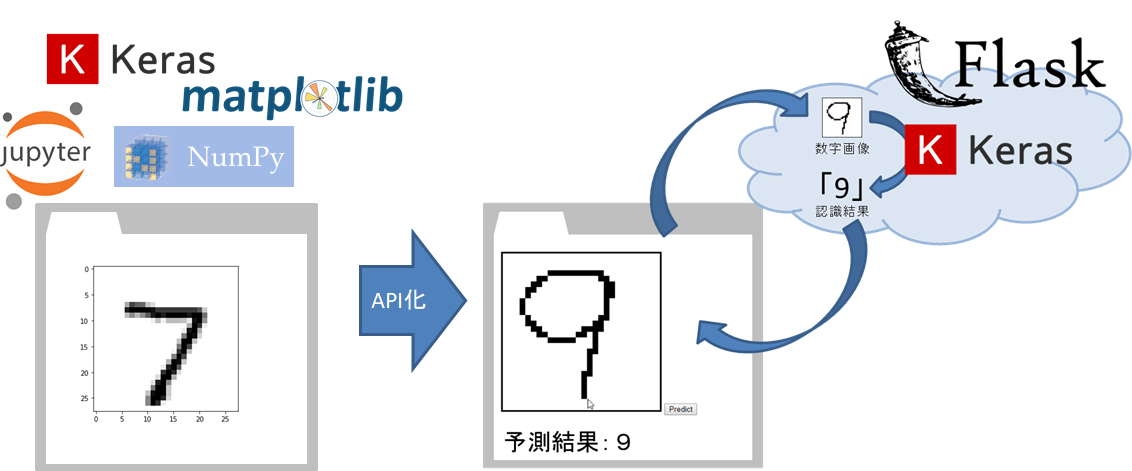 Keras
matplotlib
jupyter
NumPy
0
5
10
15
20
25
0
5
10
15
20
25
API化
Predict
予測結果：９
Flask
数字画像
K Keras
「9」
認識結果